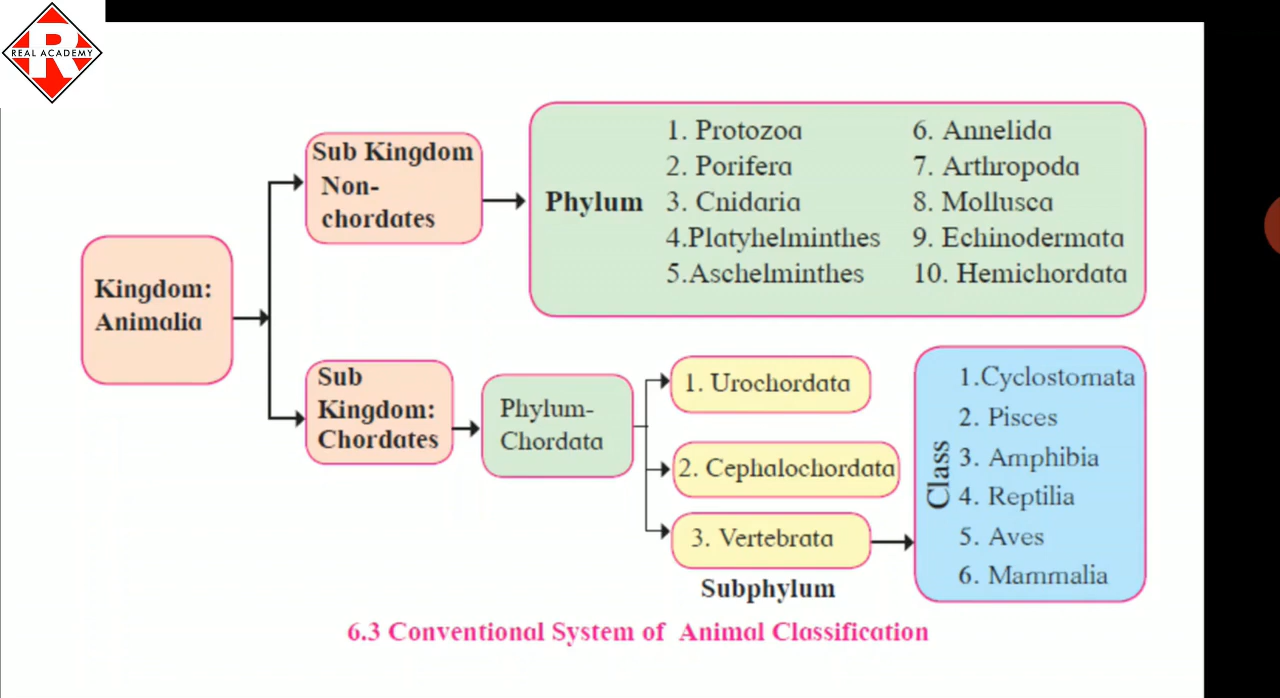 REAL ACADEMY
Kingdom:
Animalia
Sub Kingdom
Non-
chordates
Phylum
1. Protozoa
2. Porifera
3. Cnidaria
4.Platyhelminthes
5.Aschelminthes
6. Annelida
7. Arthropoda
8. Mollusca
9. Echinodermata
10. Hemichordata
Sub
Kingdom:
Chordates
Phylum-
Chordata
1. Urochordata
2. Cephalochordata
3. Vertebrata
Subphylum
Class
1.Cyclostomata
2. Pisces
3. Amphibia
4. Reptilia
5. Aves
6. Mammalia
6.3 Conventional System of Animal Classification